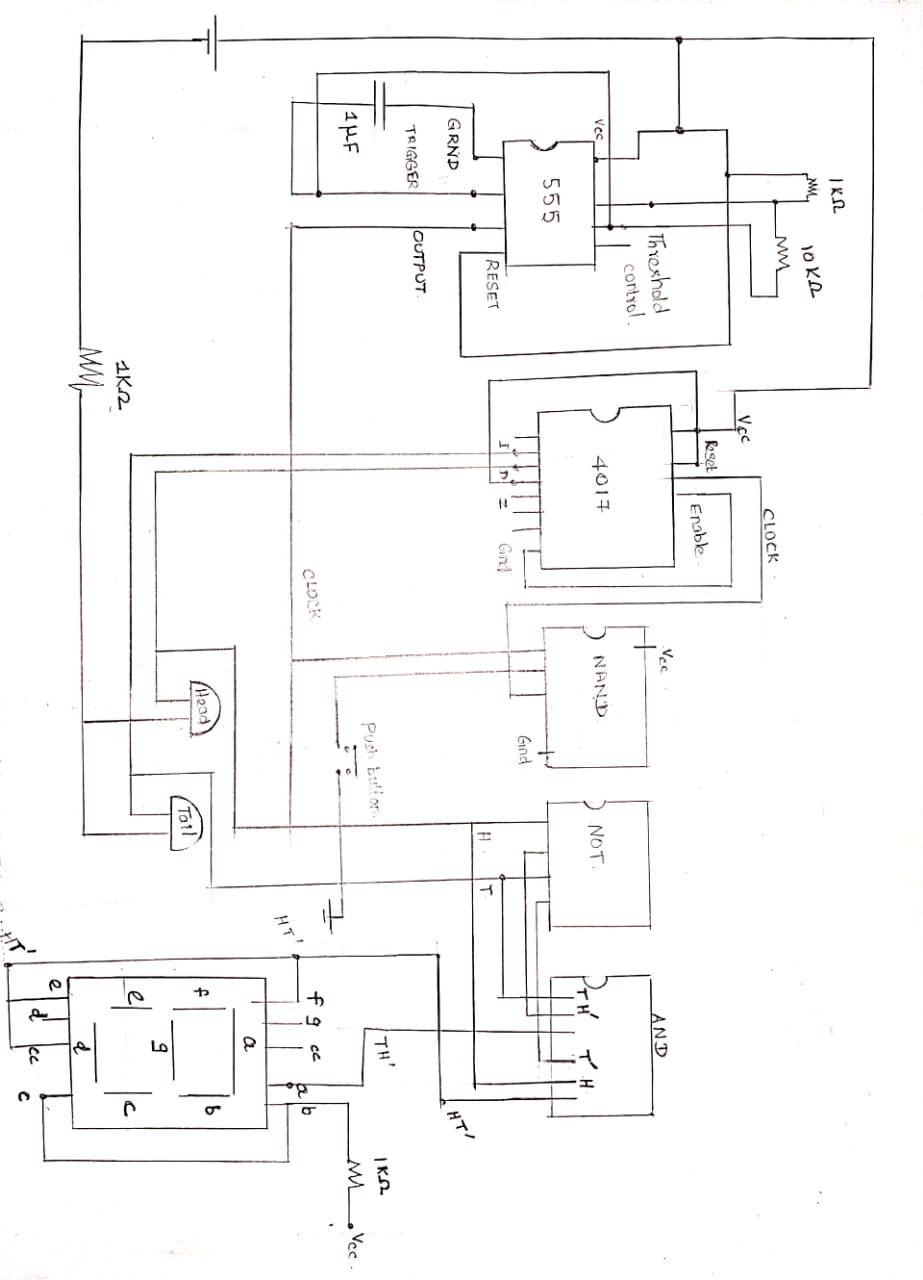 1KΩ
10KΩ
Vcc
Threshold
control.
555
GRND
TRIGGER
1µF
OUTPUT.
RESET
1KΩ
Vcc
Reset
CLOCK
Enable
4017
I
Gnd
CLOCK
Vcc
NAND
Gnd
Push button.
Head
Tail
NOT.
H
T
AND
T
H'
T'
H
HT'
HT'
HT'
TH'
f
g
cc
a
b
e
d
cc
c
e
f
d
g
a
c
b
1KΩ
Vcc.